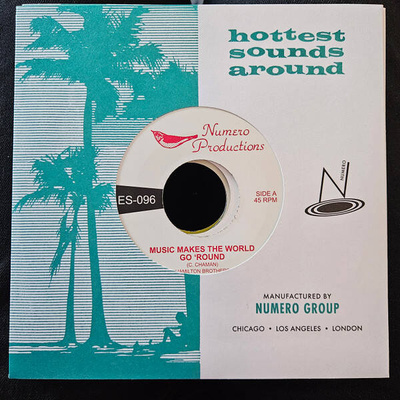 hottest
sounds
around
Numero
Productions
ES-096
SIDE A
45 RPM
MUSIC MAKES THE WORLD
GO 'ROUND
(C. CHAMAN)
N
NUMERO
MANUFACTURED BY
NUMERO GROUP
CHICAGO • LOS ANGELES • LONDON